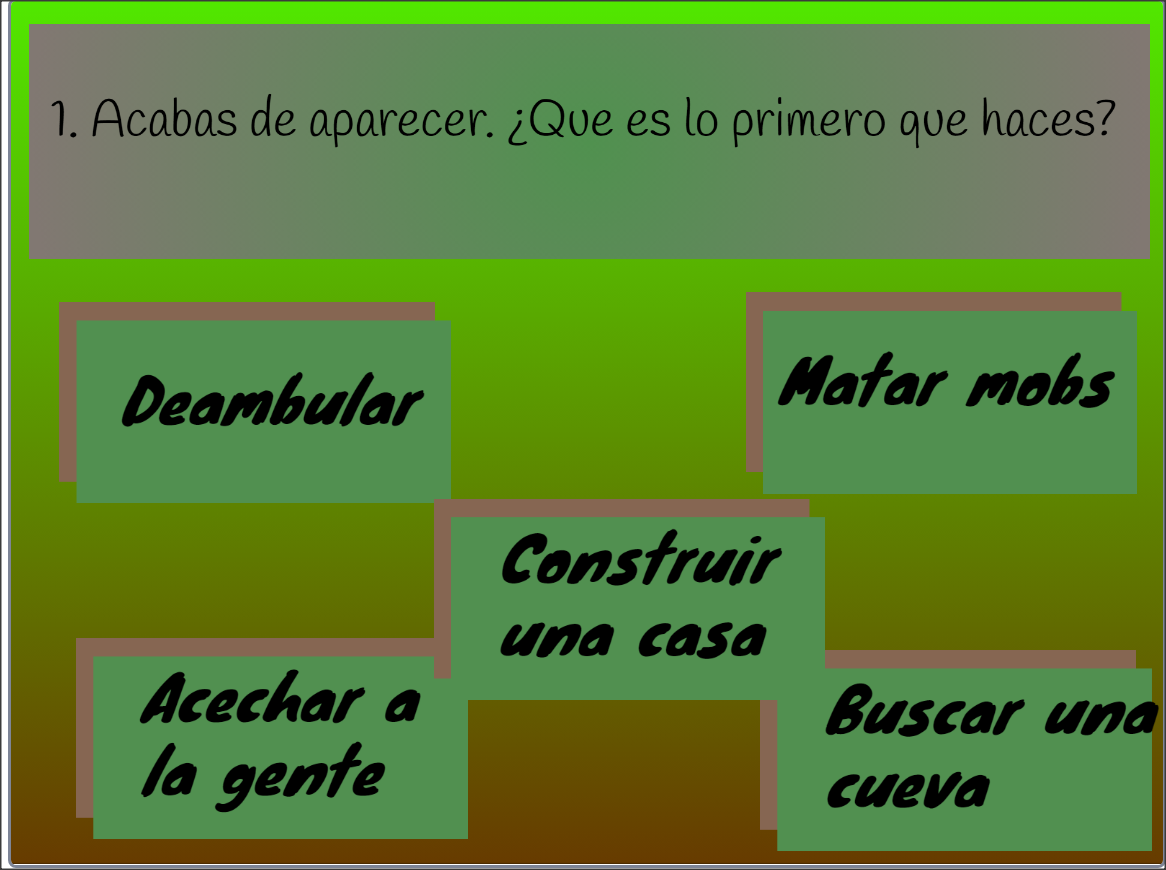 1. Acabas de aparecer. ¿Que es lo primero que haces?
Deambular
Matar mobs
Construir
una casa
Acechar a
la gente
Buscar una
cueva